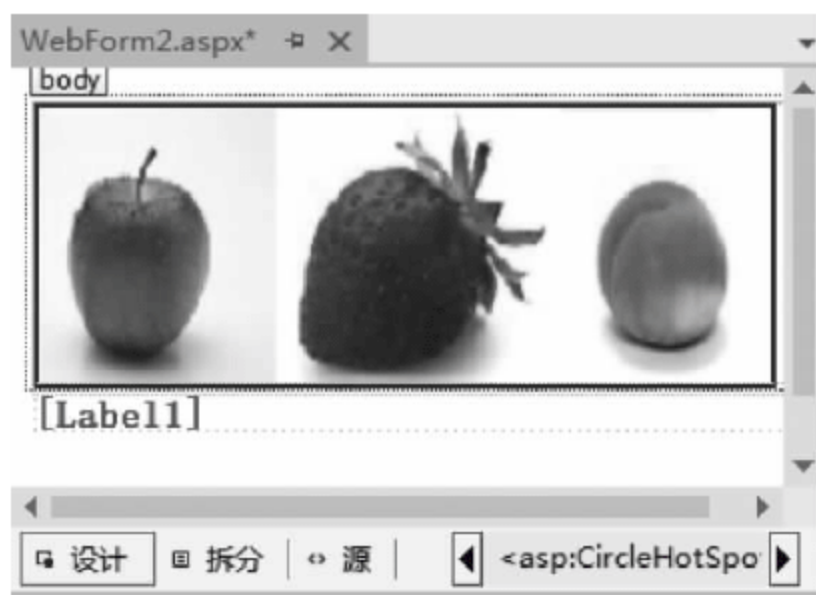 WebForm2.aspx*
body
[Label1]
设计 拆分 源 <asp:CircleHotSpo